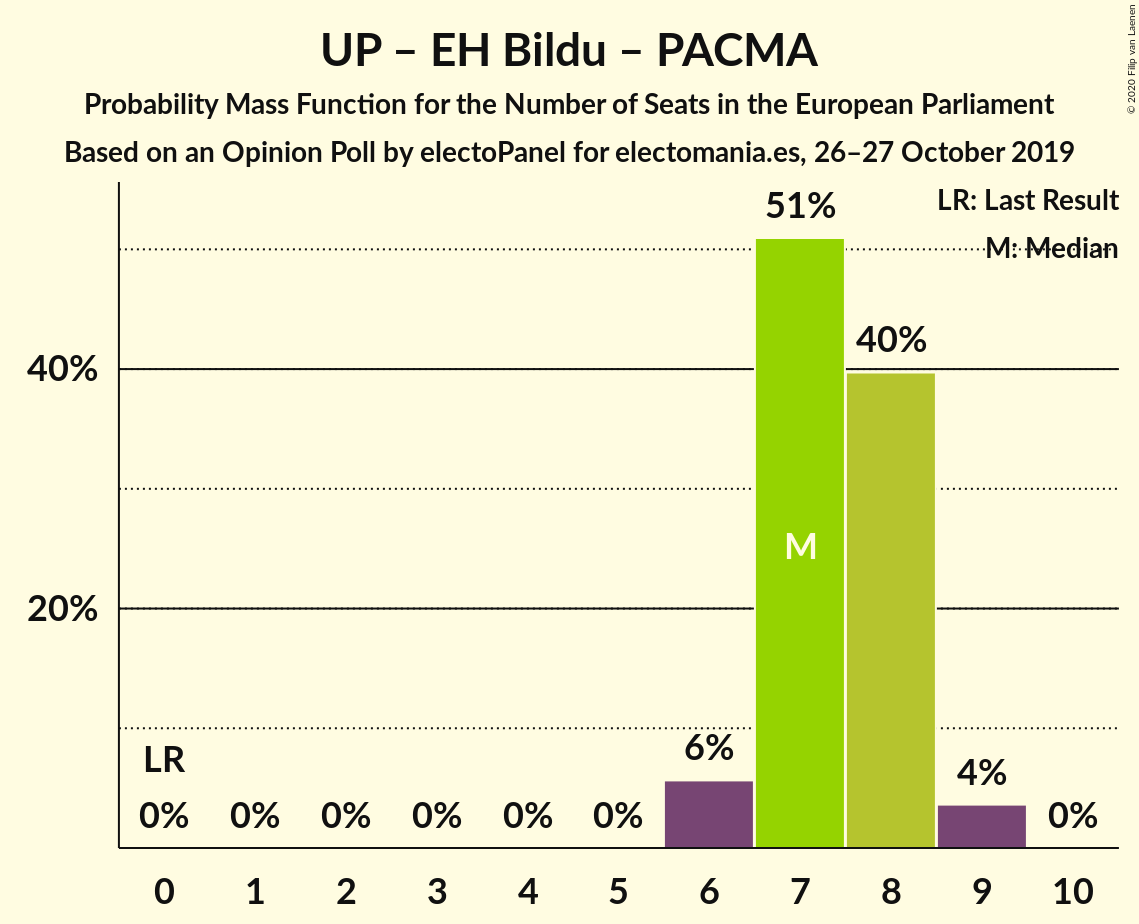 UP – EH Bildu – PACMA
Probability Mass Function for the Number of Seats in the European Parliament
Based on an Opinion Poll by electoPanel for electomania.es, 26–27 October 2019
© 2020 Filip van Laenen
LR: Last Result
M: Median
51%
40%
40%
M
20%
LR
6%
4%
0% 0% 0% 0% 0% 0% 0%
0 1 2 3 4 5 6 7 8 9 10